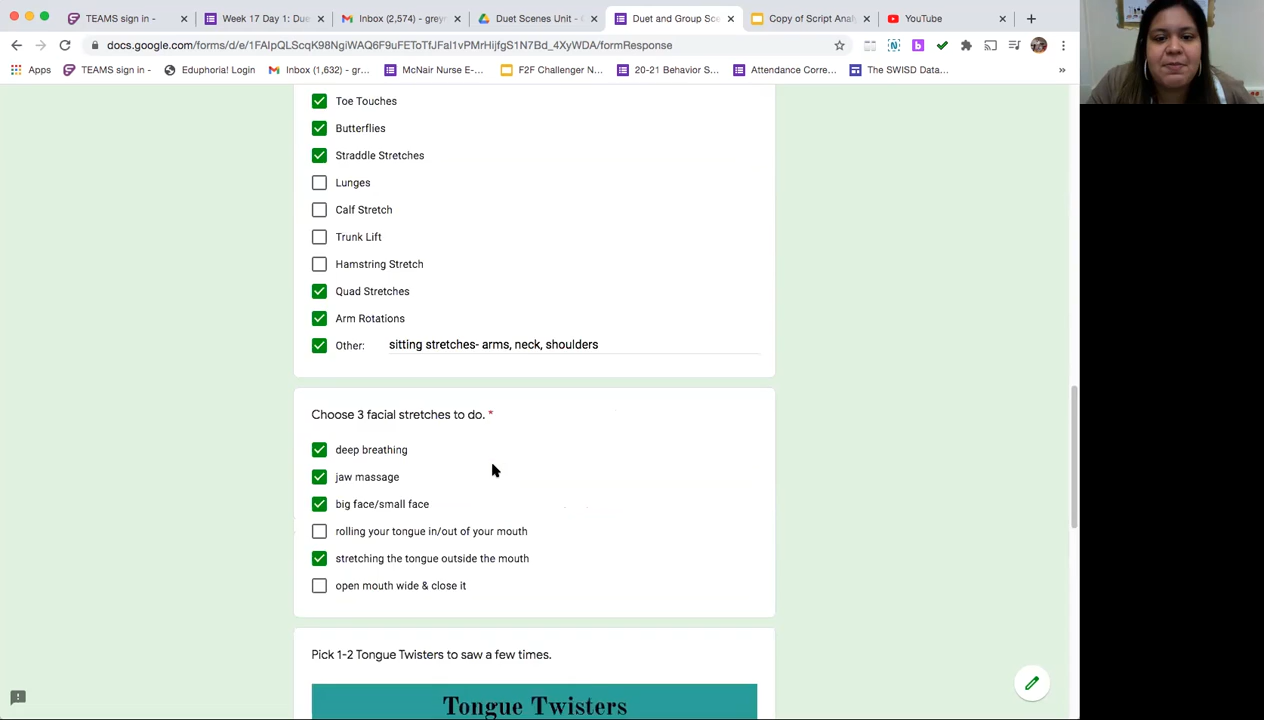 TEAMS sign in -
Week 17 Day 1: Due
Inbox (2,574) - grey
Duet Scenes Unit -
Duet and Group Sce
Copy of Script Anal
YouTube
docs.google.com/forms/d/e/1FAIpQLScqK98NgiWAQ6F9uFEToTfJFaI1vPMrHijfgS1N7Bd_4XyWDA/formResponse
Apps
TEAMS sign in -
Euphoria! Login
Inbox (1,632) - gr...
McNair Nurse E-...
F2F Challenger N...
20-21 Behavior S...
Attendance Corre...
The SWISD Data...
Toe Touches
Butterflies
Straddle Stretches
Lunges
Calf Stretch
Trunk Lift
Hamstring Stretch
Quad Stretches
Arm Rotations
Other: sitting stretches- arms, neck, shoulders
Choose 3 facial stretches to do. *
deep breathing
jaw massage
big face/small face
rolling your tongue in/out of your mouth
stretching the tongue outside the mouth
open mouth wide & close it
Pick 1-2 Tongue Twisters to saw a few times.
Tongue Twisters